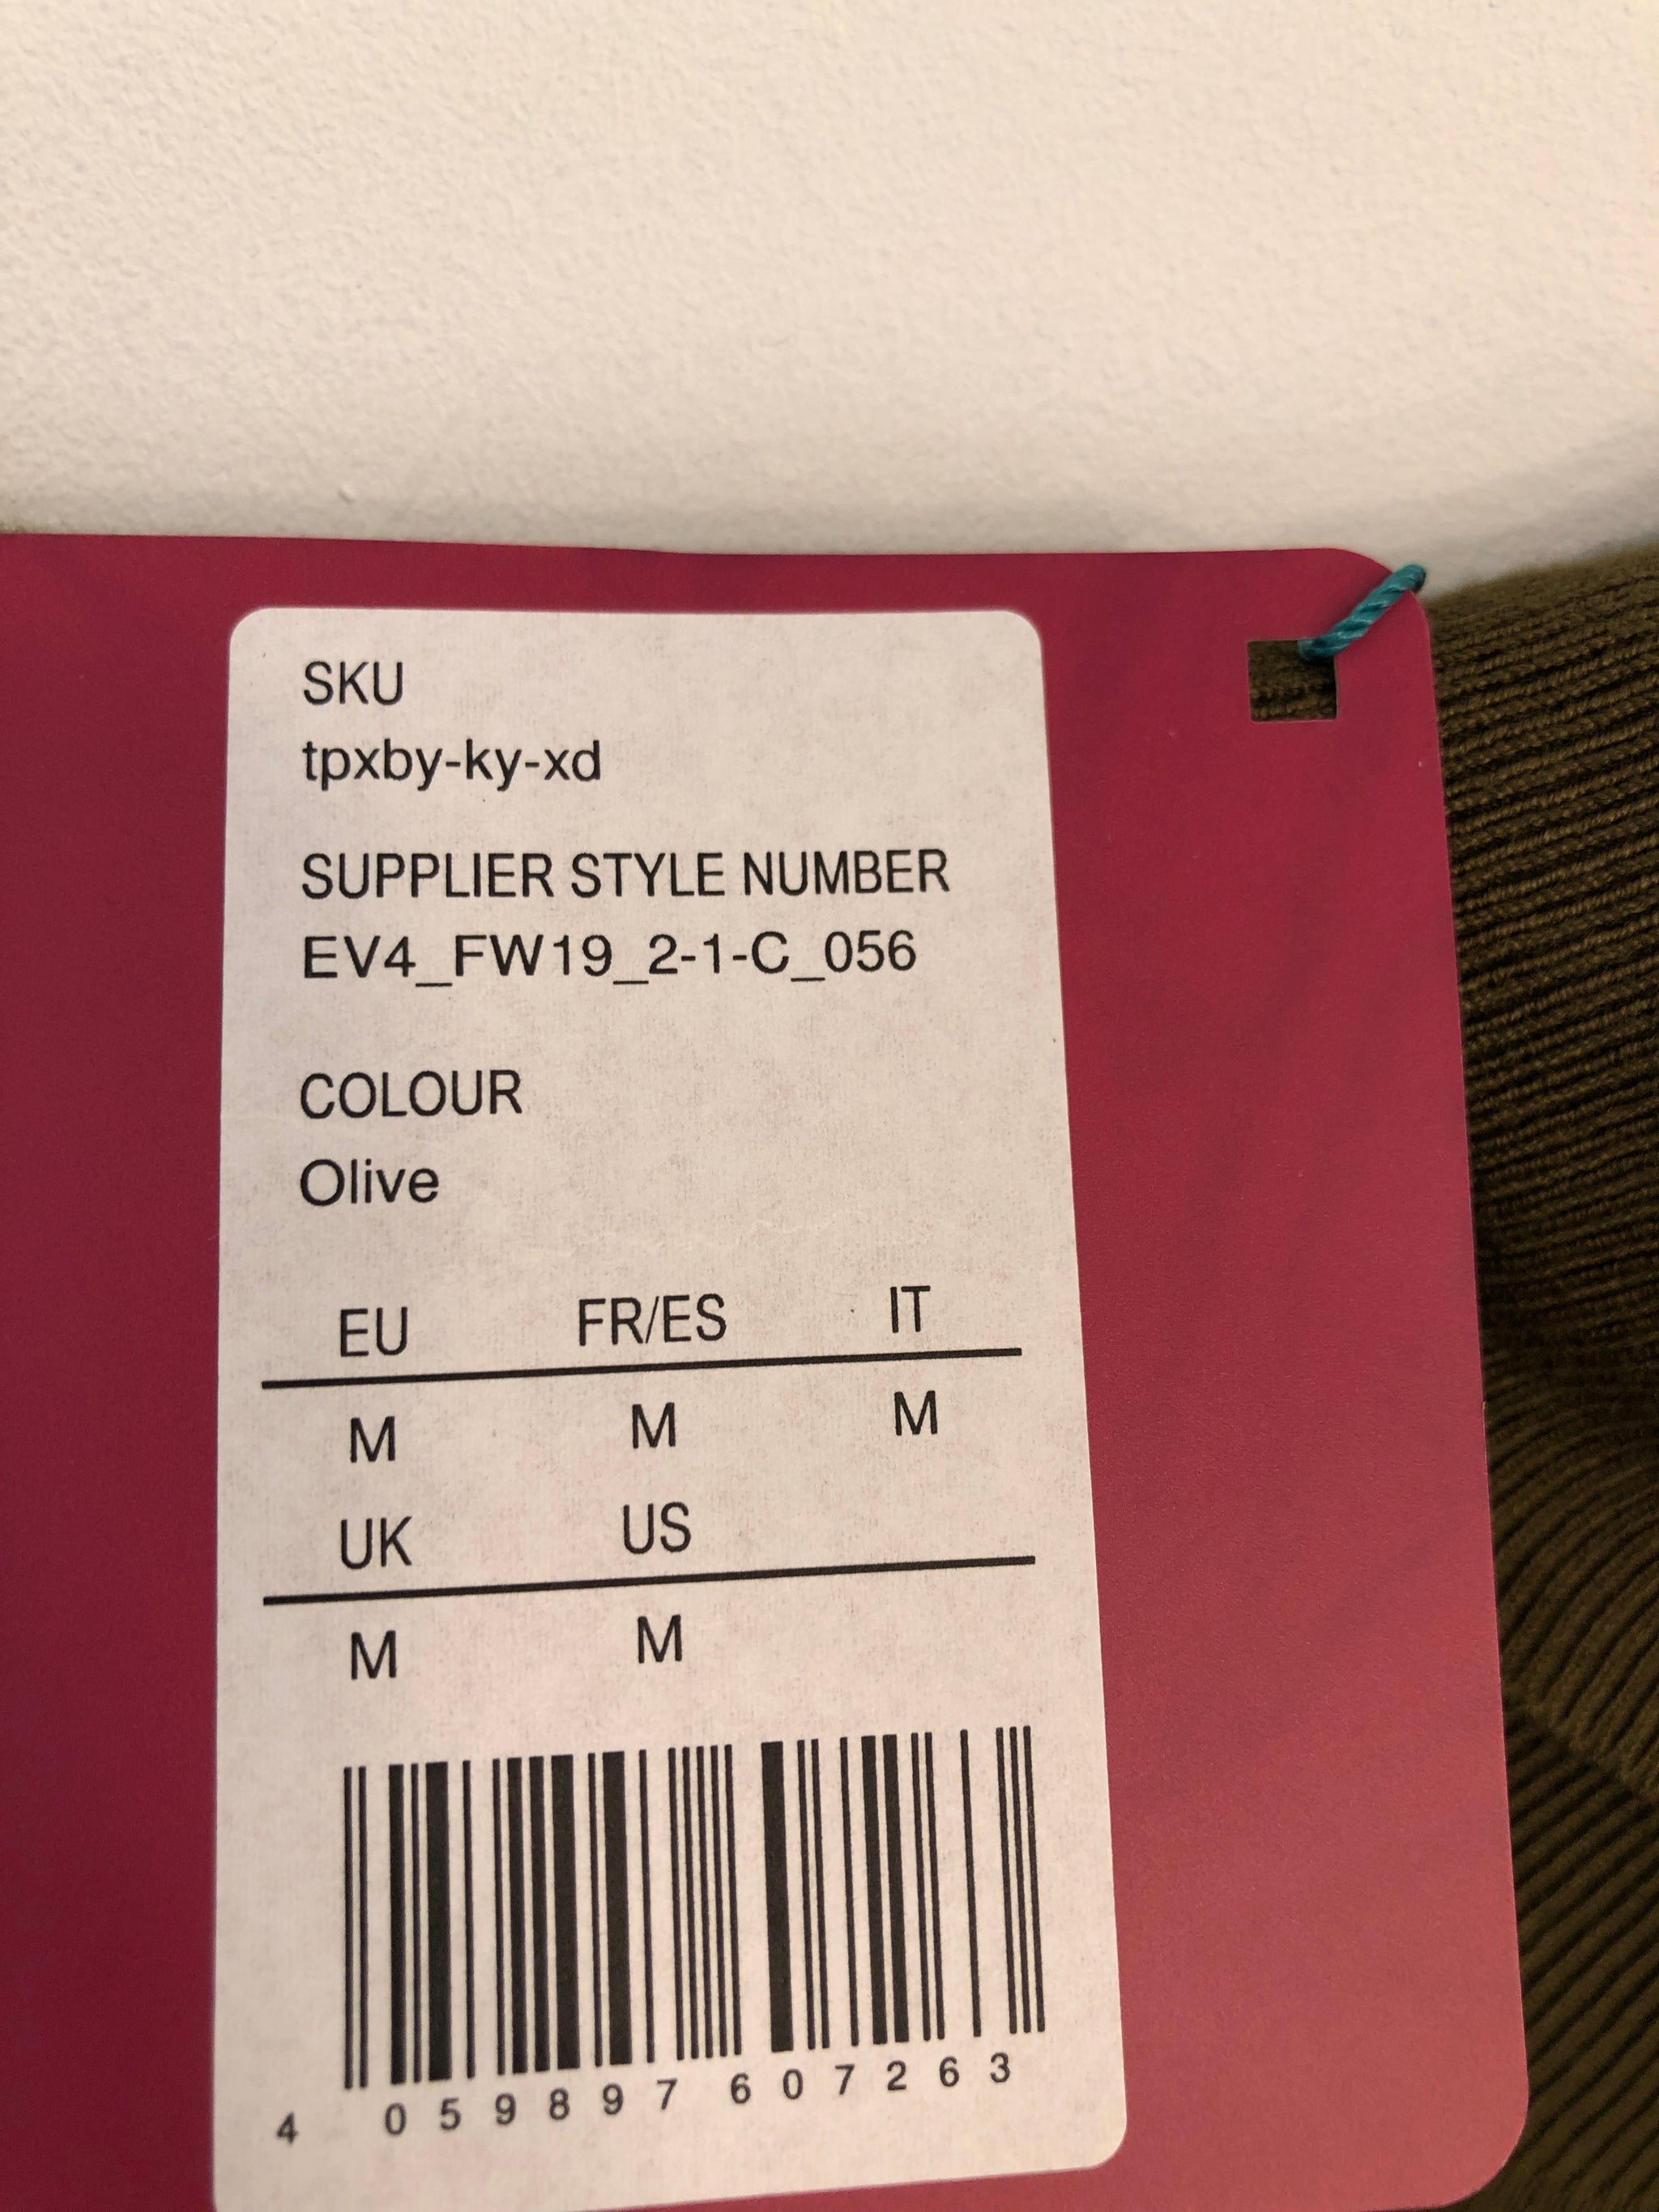 SKU
tpxby-ky-xd
SUPPLIER STYLE NUMBER
EV4_FW19_2-1-C_056
COLOUR
Olive
EU FR/ES IT
M M M
UK US
M M
4 059897 607263